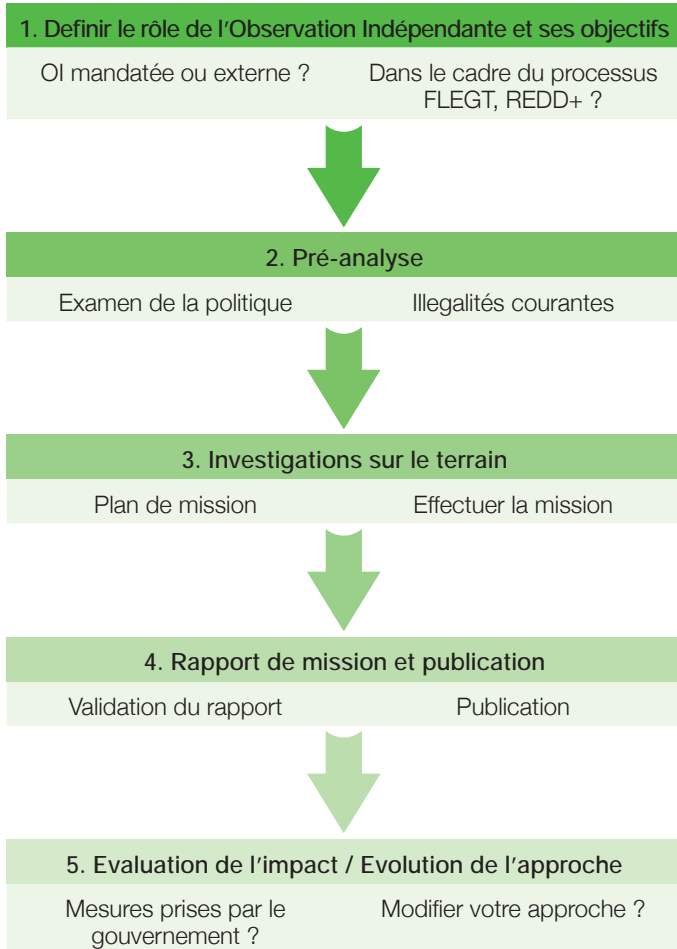 1. Definir le rôle de l'Observation Indépendante et ses objectifs
OI mandatée ou externe ?
Dans le cadre du processus
FLEGT, REDD+ ?
2. Pré-analyse
Examen de la politique
Illegalités courantes
3. Investigations sur le terrain
Plan de mission
Effectuer la mission
4. Rapport de mission et publication
Validation du rapport
Publication
5. Evaluation de l'impact / Evolution de l'approche
Mesures prises par le
gouvernement ?
Modifier votre approche ?